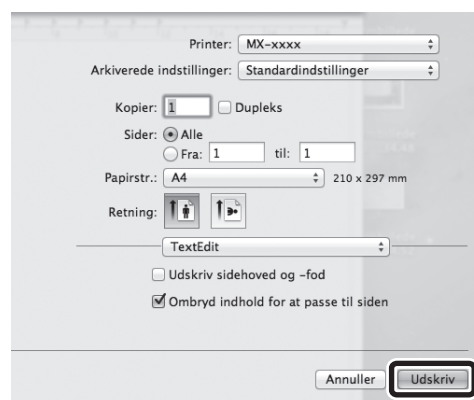 Printer: MX-xxxx
Arkiverede indstillinger: Standardindstillinger
Kopier: 1 Dupleks
Sider: Alle
Fra: 1 til: 1
Papirstr.: A4 210 x 297 mm
Retning:
TextEdit
Udskriv sidehoved og -fod
Ombryd indhold for at passe til siden
Annuller Udskriv